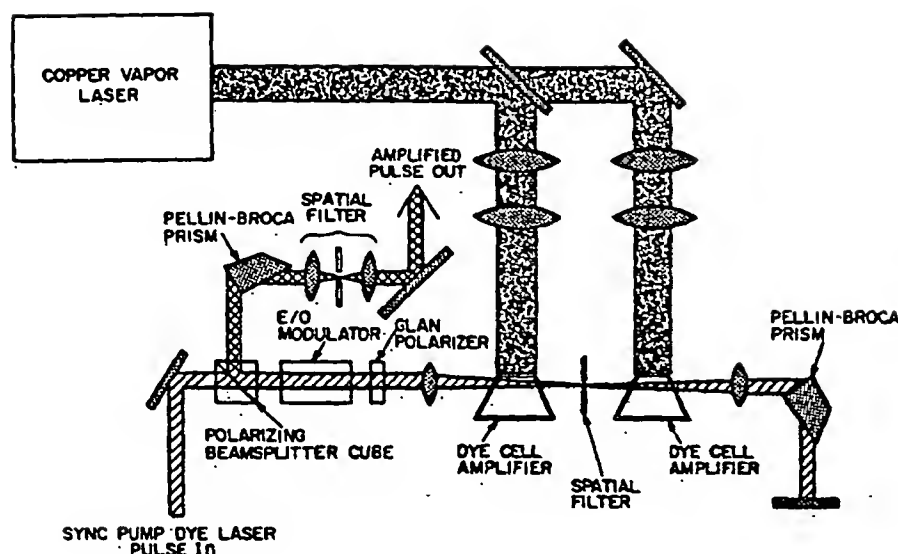 COPPER VAPOR
LASER
AMPLIFIED
PULSE OUT
SPATIAL
FILTER
PELLIN-BROCA
PRISM
E/O
MODULATOR
GLAN
POLARIZER
PELLIN-BROCA
PRISM
POLARIZING
BEAMSPLITTER CUBE
DYE CELL
AMPLIFIER
SPATIAL
FILTER
DYE CELL
AMPLIFIER
SYNC PUMP DYE LASER
PULSE In